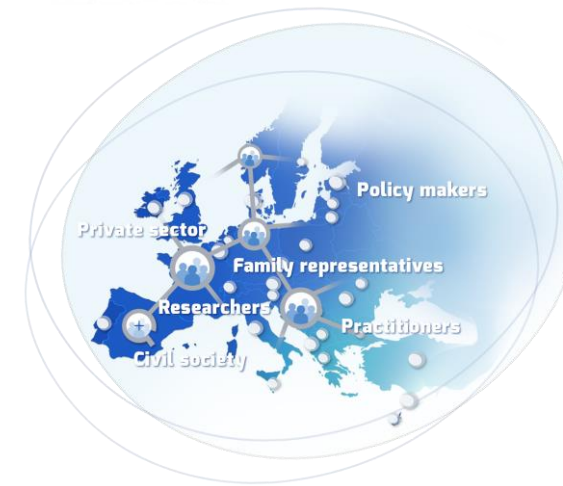 Policy makers
Private sector
Family representatives
Researchers
Practitioners
Civil society